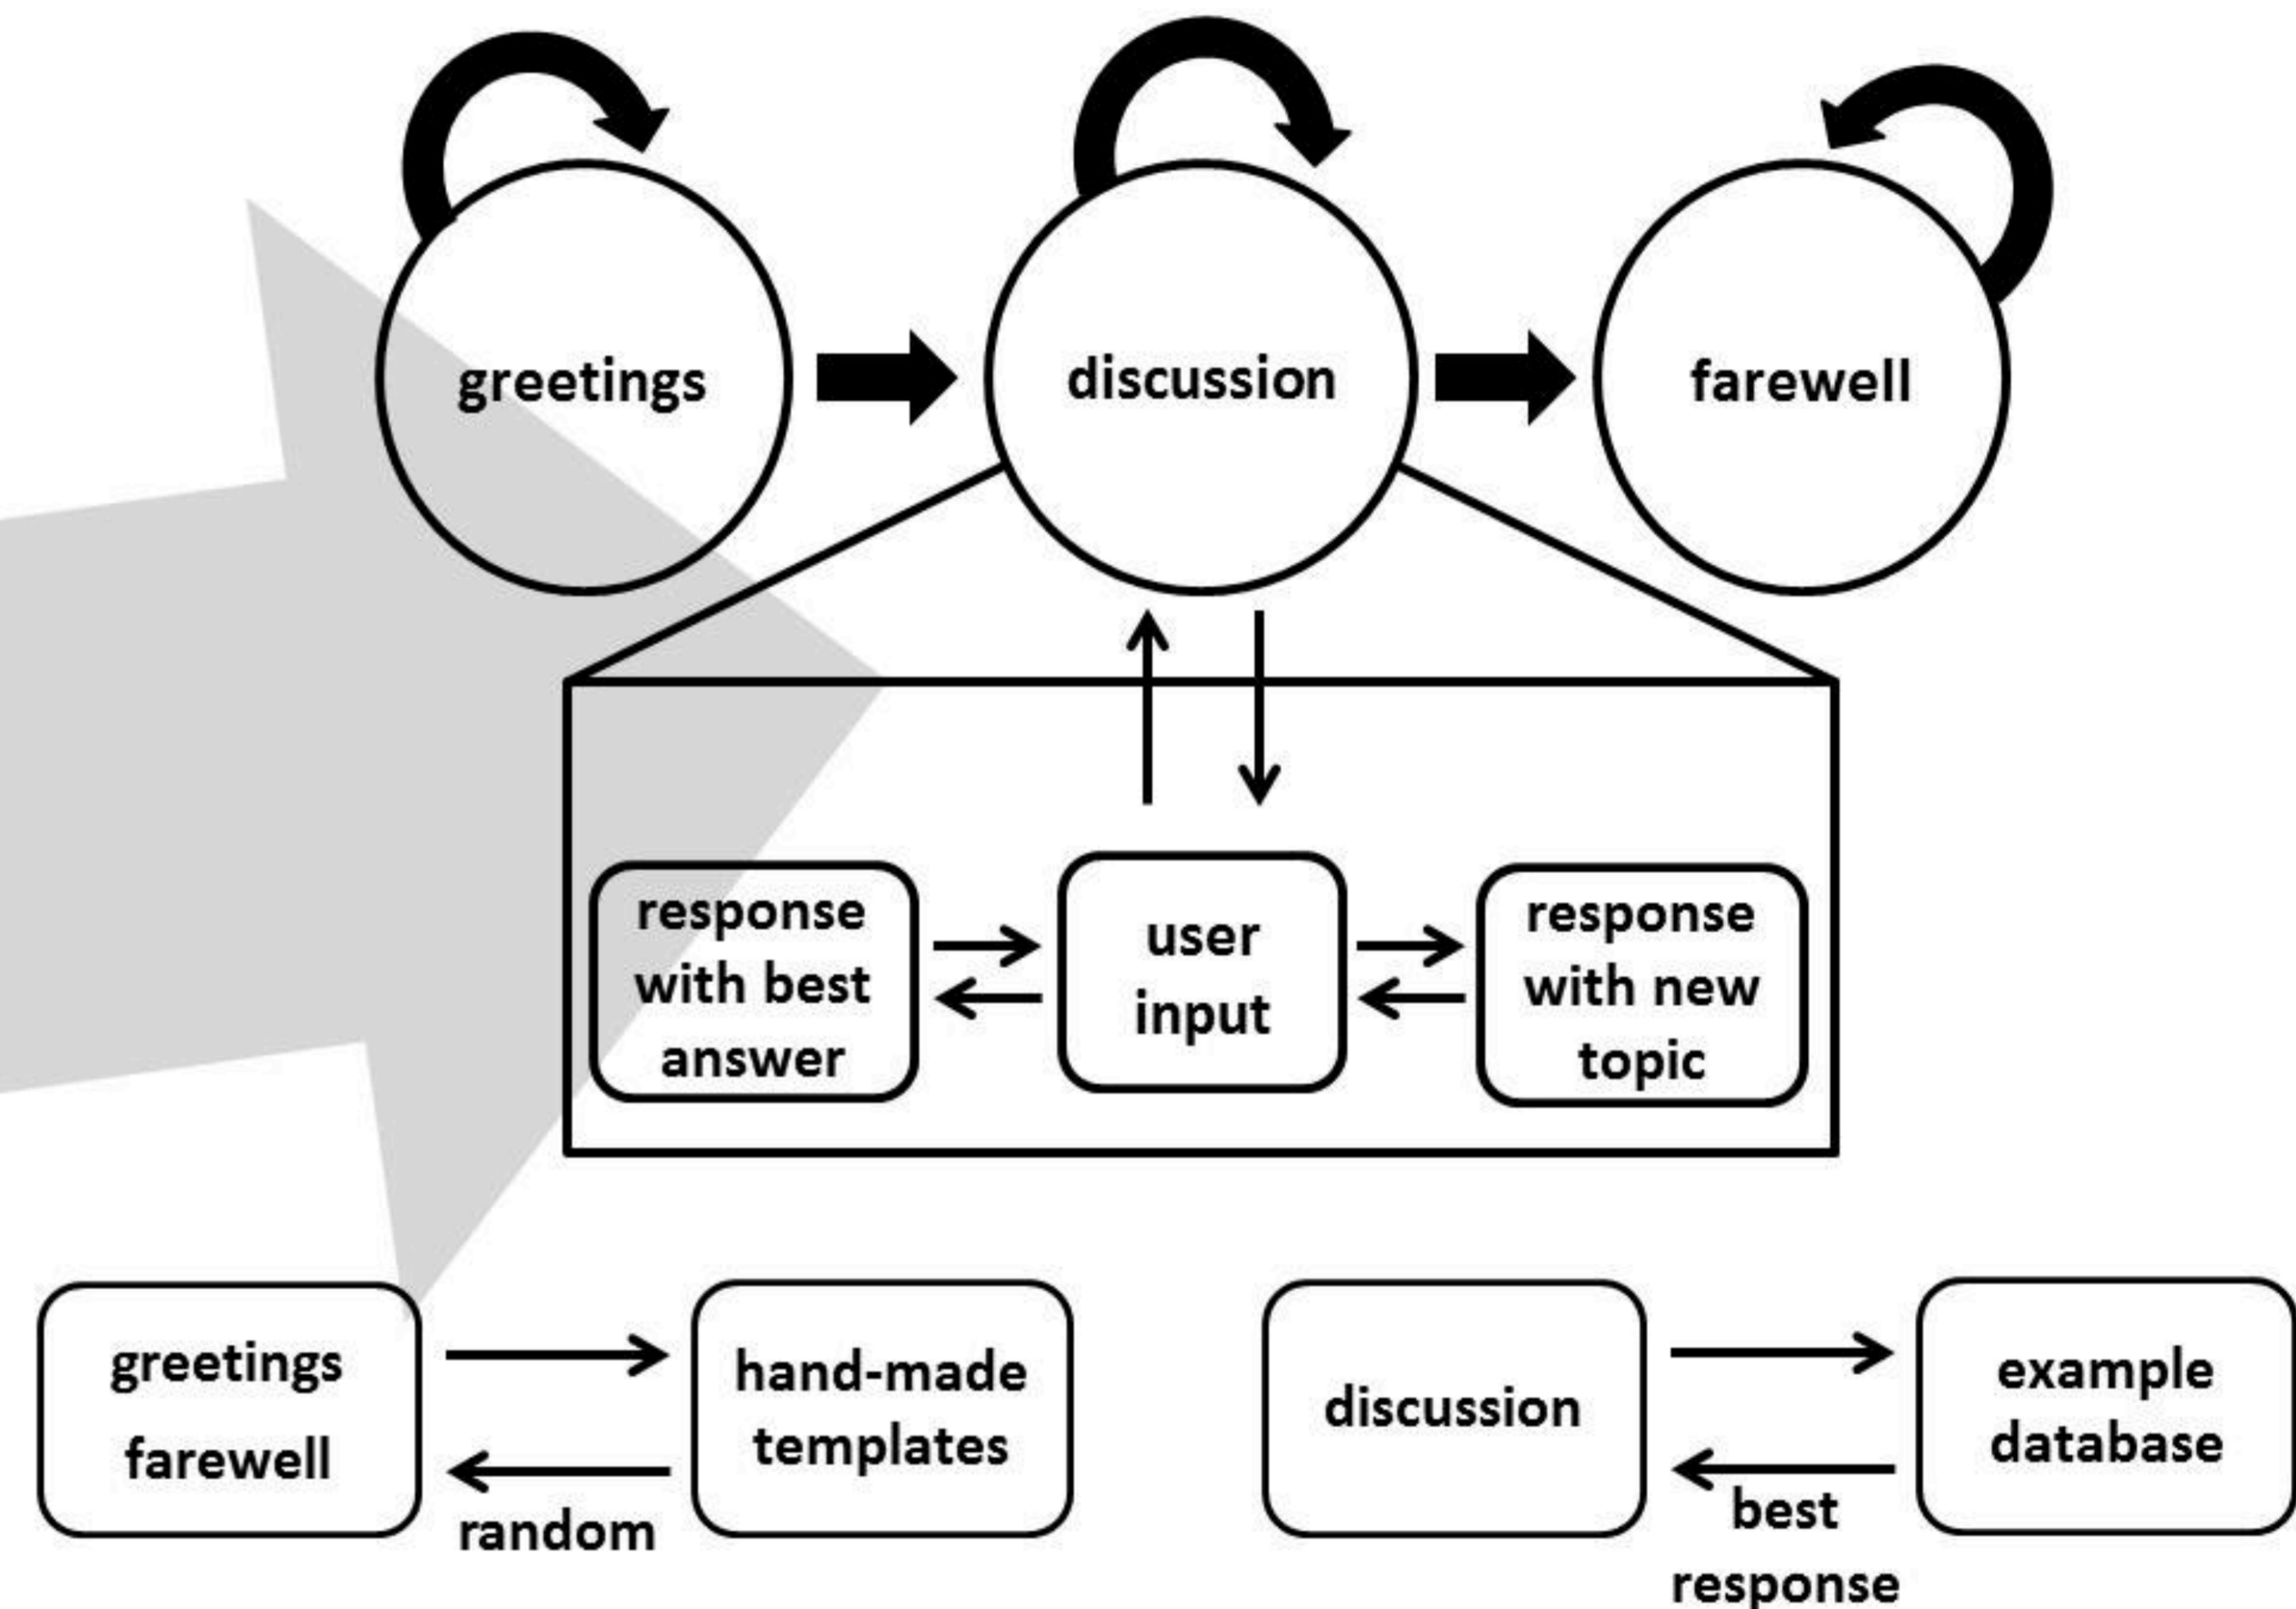 greetings
discussion
farewell
response
with best
answer
user
input
response
with new
topic
greetings
farewell
random
hand-made
templates
discussion
best
response
example
database